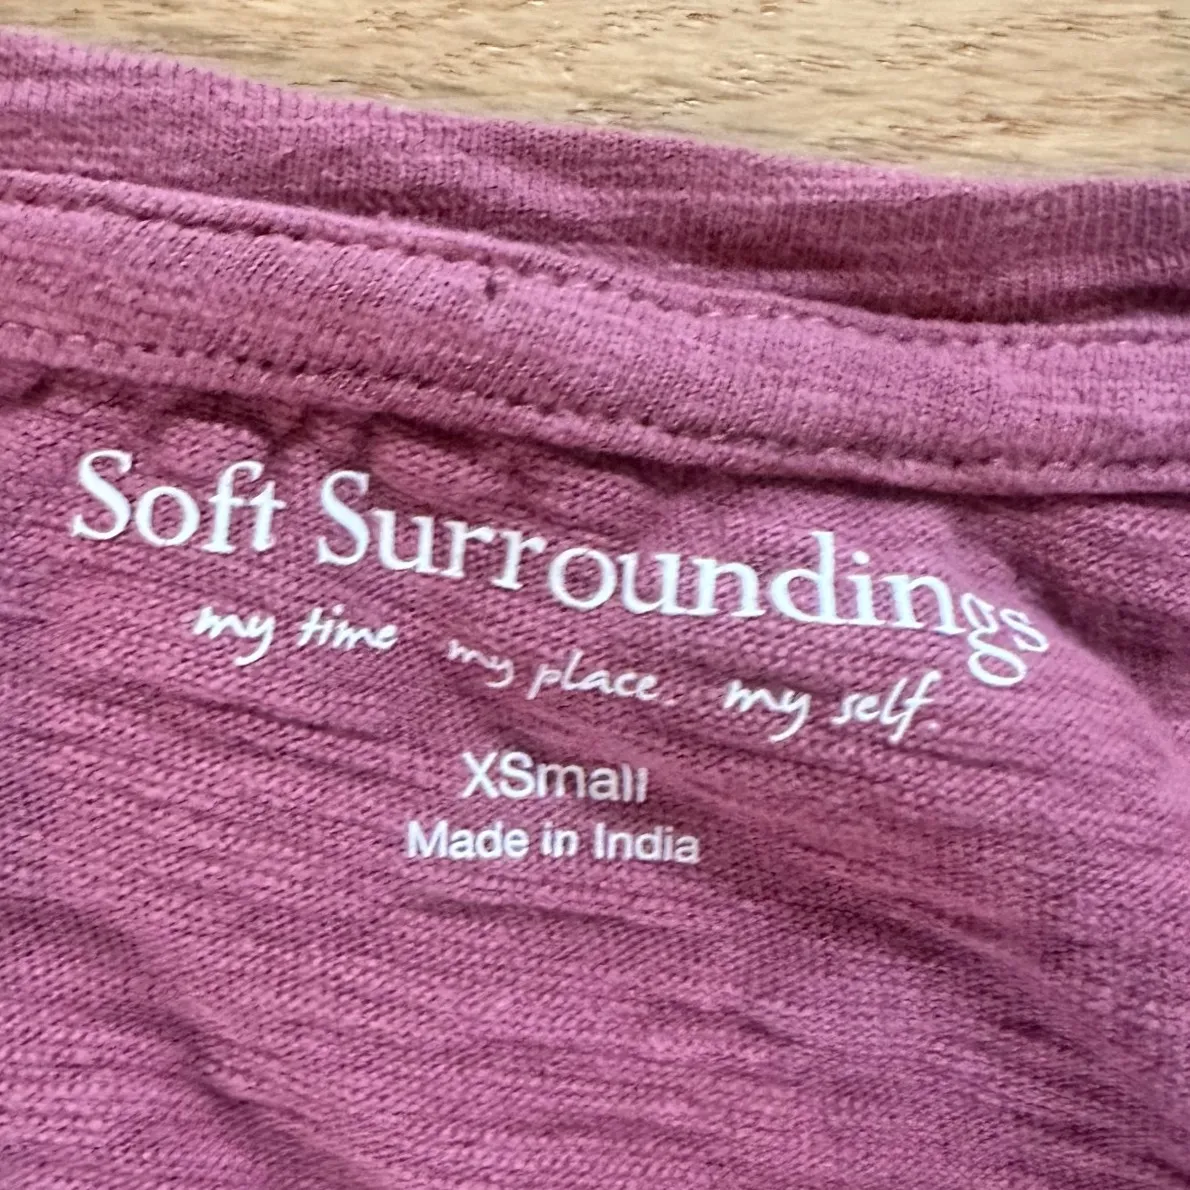 Soft Surroundings
my time my place. my self.
XSmall
Made in India